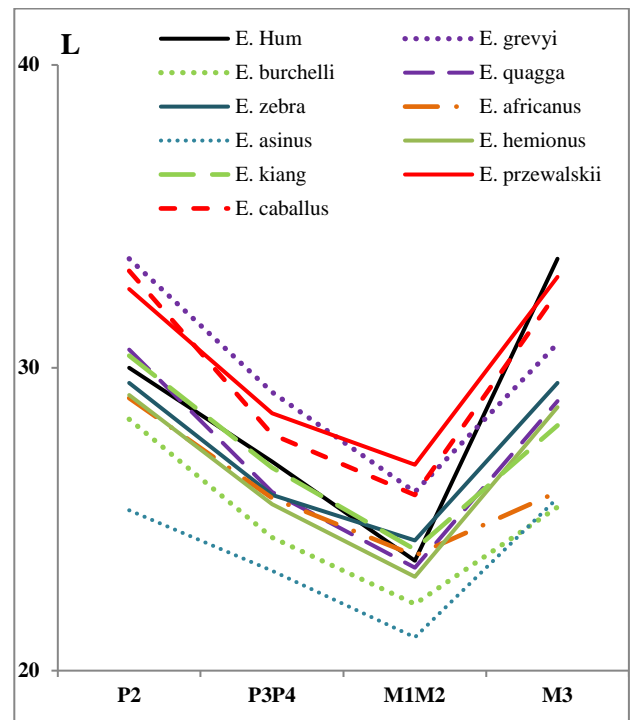 L
E. Hum E. grevyi
E. burchelli E. quagga
E. zebra E. africanus
E. asinus E. hemionus
E. kiang E. przewalskii
E. caballus
40
30
20
P2 P3P4 M1M2 M3